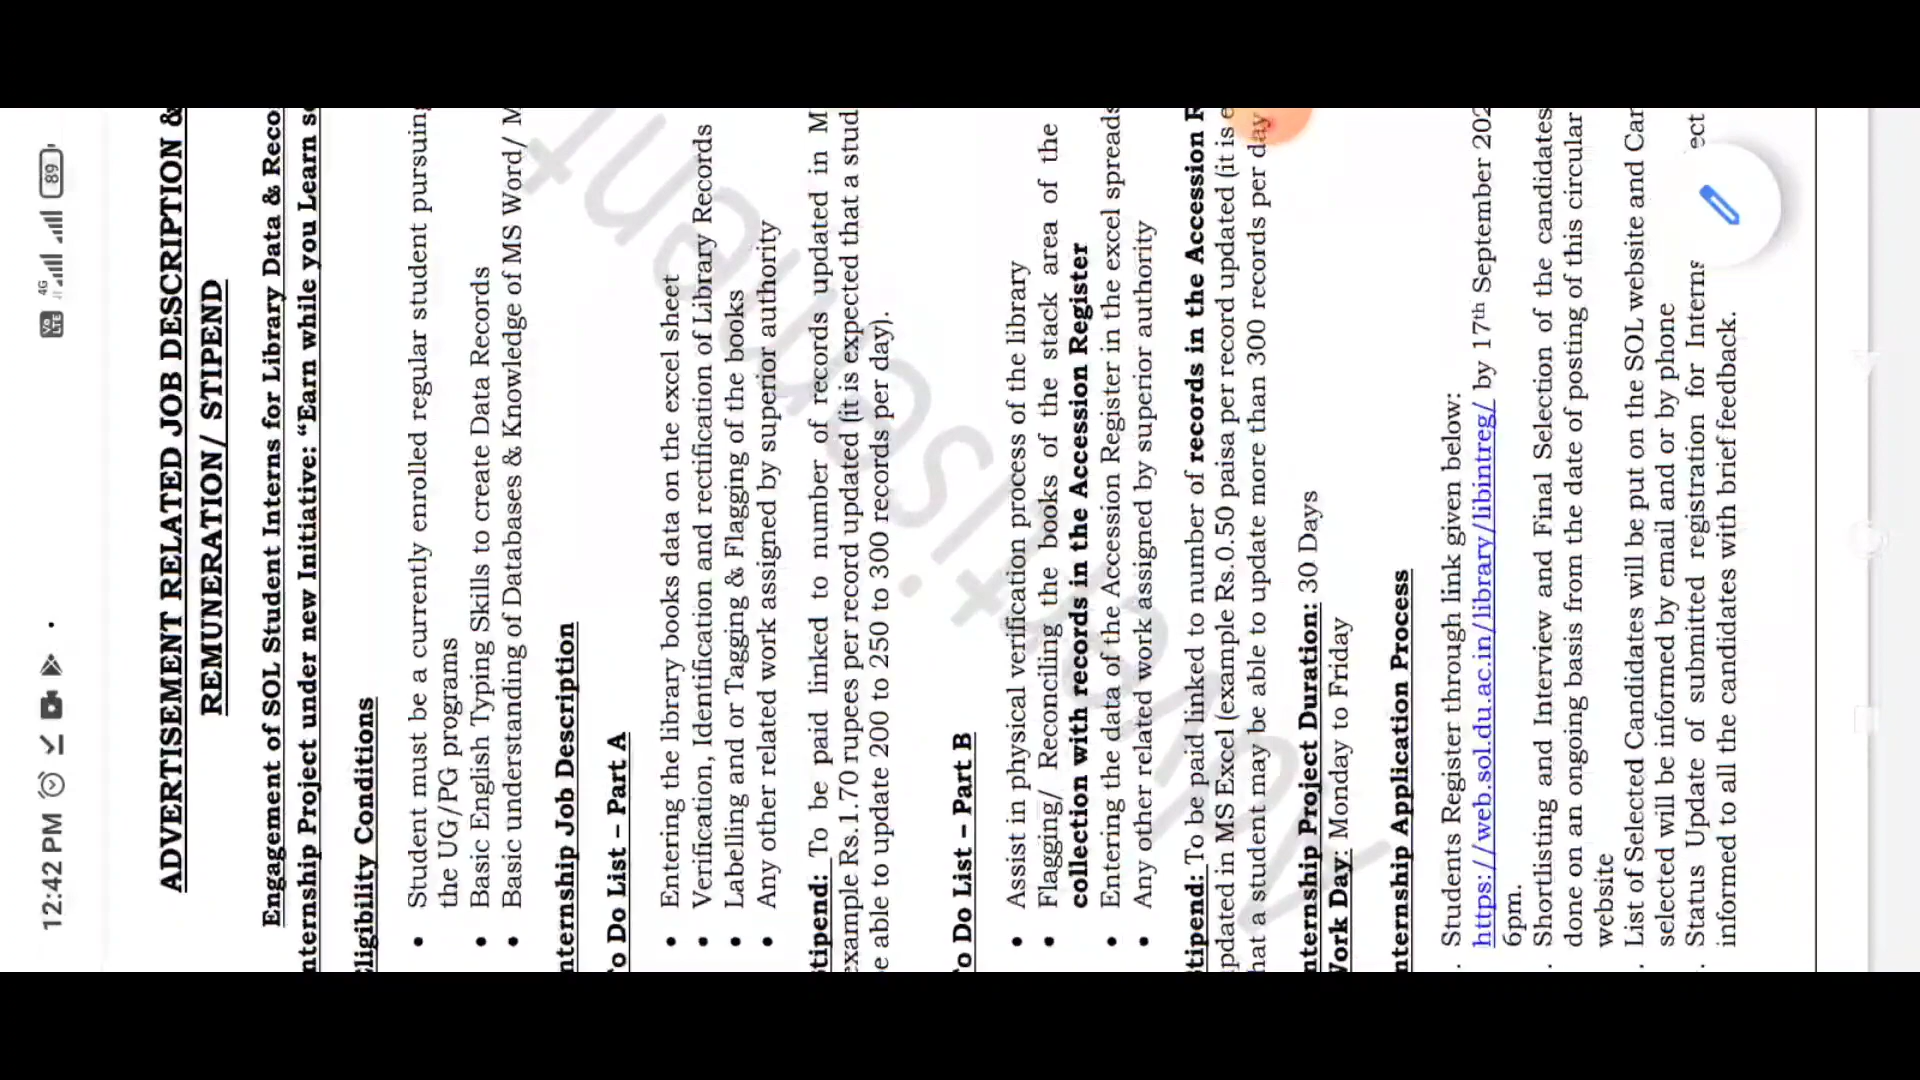 12:42 PM
4G
Vo
LTE
89
ADVERTISEMENT RELATED JOB DESCRIPTION &
REMUNERATION/ STIPEND
Engagement of SOL Student Interns for Library Data & Reco
nternship Project under new Initiative: “Earn while you Learn s
Eligibility Conditions
• Student must be a currently enrolled regular student pursuing
the UG/PG programs
• Basic English Typing Skills to create Data Records
• Basic understanding of Databases & Knowledge of MS Word/ M
nternship Job Description
To Do List – Part A
• Entering the library books data on the excel sheet
• Verification, Identification and rectification of Library Records
• Labelling and or Tagging & Flagging of the books
• Any other related work assigned by superior authority
tipend: To be paid linked to number of records updated in M
example Rs.1.70 rupees per record updated (it is expected that a stud
e able to update 200 to 250 to 300 records per day).
To Do List – Part B
• Assist in physical verification process of the library
• Flagging/ Reconciling the books of the stack area of the
collection with records in the Accession Register
• Entering the data of the Accession Register in the excel spreads
• Any other related work assigned by superior authority
tipend: To be paid linked to number of records in the Accession R
pdated in MS Excel (example Rs.0.50 paisa per record updated (it is e
hat a student may be able to update more than 300 records per day
nternship Project Duration: 30 Days
Work Day: Monday to Friday
nternship Application Process
. Students Register through link given below:
https://web.sol.du.ac.in/library/libintreg/ by 17th September 202
6pm.
. Shortlisting and Interview and Final Selection of the candidates
done on an ongoing basis from the date of posting of this circular
website
. List of Selected Candidates will be put on the SOL website and Can
selected will be informed by email and or by phone
. Status Update of submitted registration for Interns ect
informed to all the candidates with brief feedback.
Advertisement